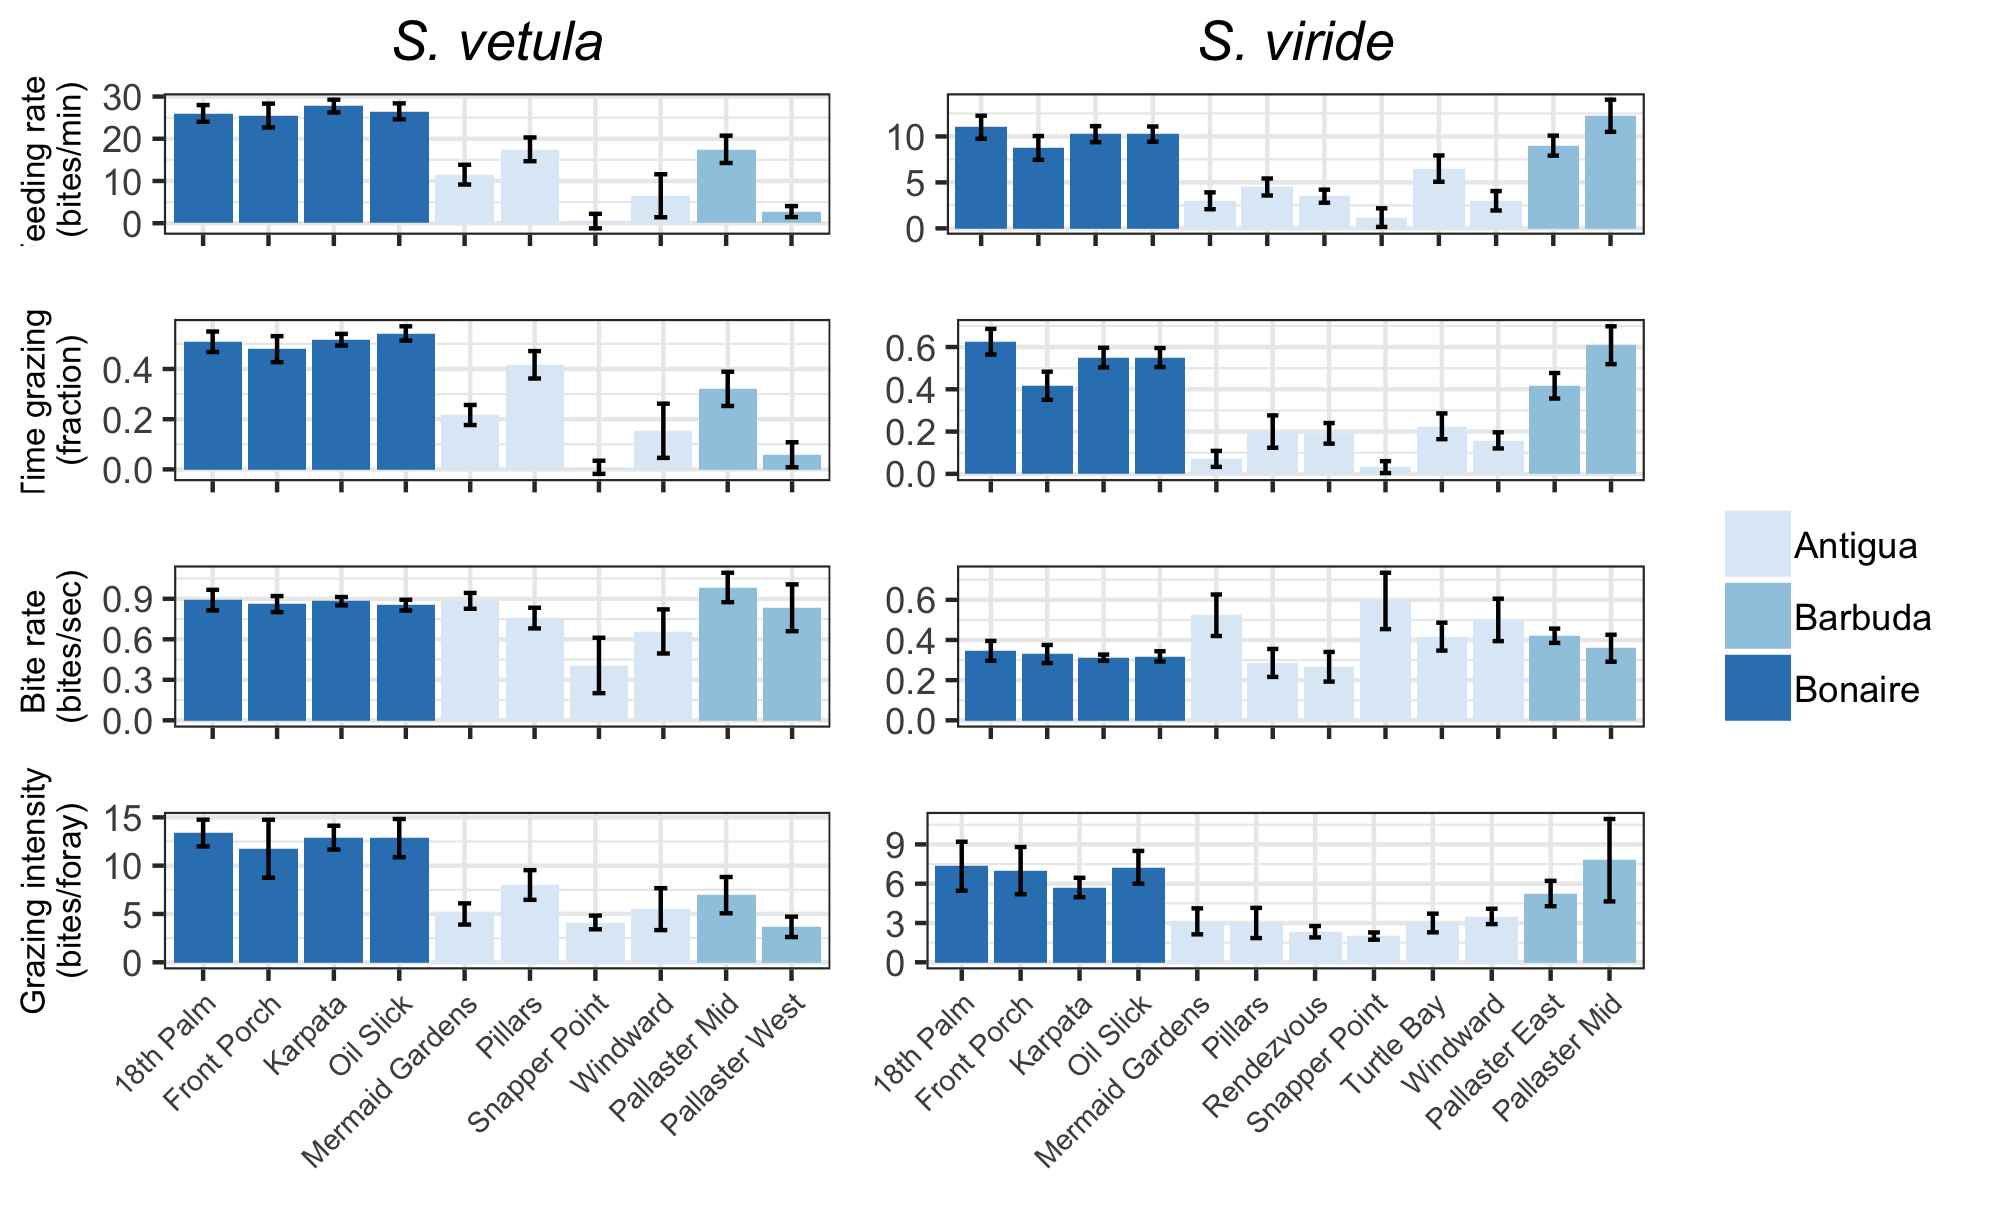 S. vetula
S. viride
eeding rate
(bites/min)
30
20
10
0
10
5
0
Time grazing
(fraction)
0.4
0.2
0.0
0.6
0.4
0.2
0.0
Bite rate
(bites/sec)
0.9
0.6
0.3
0.0
0.6
0.4
0.2
0.0
Grazing intensity
(bites/foray)
15
10
5
0
9
6
3
0
18th Palm
Front Porch
Karpata
Oil Slick
Mermaid Gardens
Pillars
Snapper Point
Windward
Pallaster Mid
Pallaster West
18th Palm
Front Porch
Karpata
Oil Slick
Mermaid Gardens
Pillars
Rendezvous
Snapper Point
Turtle Bay
Windward
Pallaster East
Pallaster Mid
Antigua
Barbuda
Bonaire